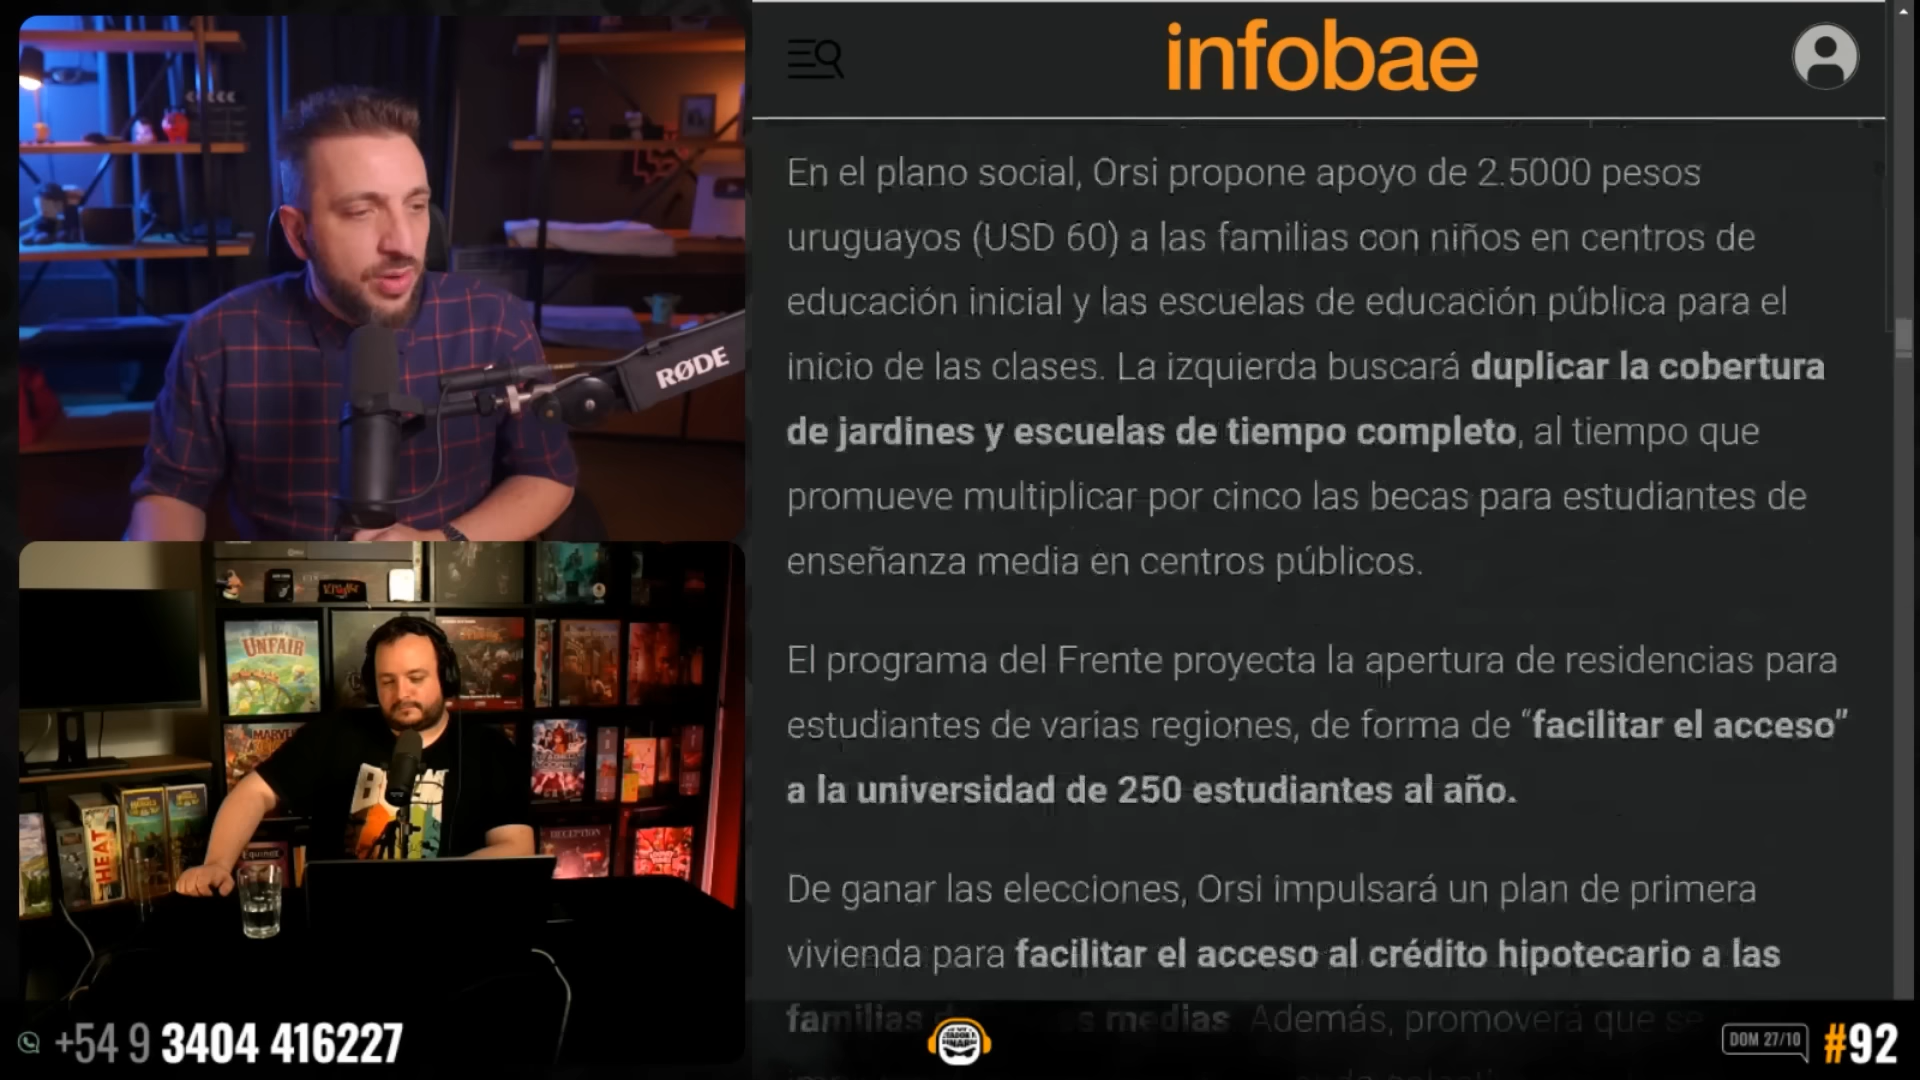 infobae
En el plano social, Orsi propone apoyo de 2.5000 pesos
uruguayos (USD 60) a las familias con niños en centros de
educación inicial y las escuelas de educación pública para el
inicio de las clases. La izquierda buscará duplicar la cobertura
de jardines y escuelas de tiempo completo, al tiempo que
promueve multiplicar por cinco las becas para estudiantes de
enseñanza media en centros públicos.
El programa del Frente proyecta la apertura de residencias para
estudiantes de varias regiones, de forma de “facilitar el acceso”
a la universidad de 250 estudiantes al año.
De ganar las elecciones, Orsi impulsará un plan de primera
vivienda para facilitar el acceso al crédito hipotecario a las
familias medias. Además, promoverá que se
RØDE
UNFAIR
HEAT
DECEPTION
+54 9 3404 416227
DOM 27/10
#92